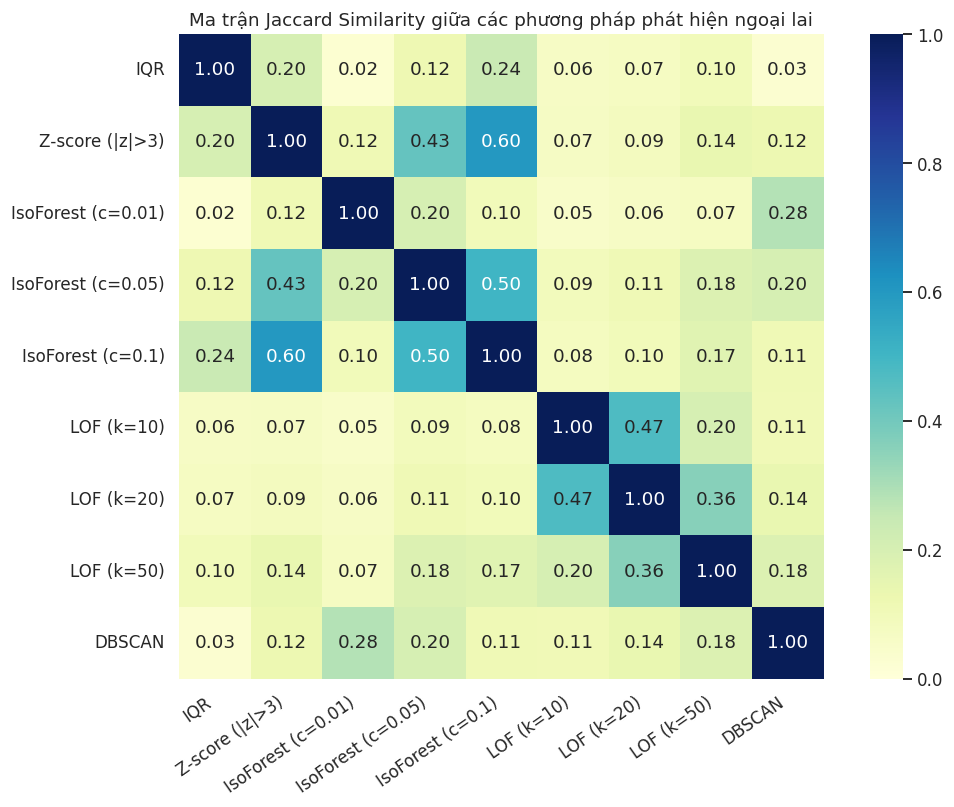 Ma trận Jaccard Similarity giữa các phương pháp phát hiện ngoại lai
IQR 1.00 0.20 0.02 0.12 0.24 0.06 0.07 0.10 0.03
Z-score (|z|>3) 0.20 1.00 0.12 0.43 0.60 0.07 0.09 0.14 0.12
IsoForest (c=0.01) 0.02 0.12 1.00 0.20 0.10 0.05 0.06 0.07 0.28
IsoForest (c=0.05) 0.12 0.43 0.20 1.00 0.50 0.09 0.11 0.18 0.20
IsoForest (c=0.1) 0.24 0.60 0.10 0.50 1.00 0.08 0.10 0.17 0.11
LOF (k=10) 0.06 0.07 0.05 0.09 0.08 1.00 0.47 0.20 0.11
LOF (k=20) 0.07 0.09 0.06 0.11 0.10 0.47 1.00 0.36 0.14
LOF (k=50) 0.10 0.14 0.07 0.18 0.17 0.20 0.36 1.00 0.18
DBSCAN 0.03 0.12 0.28 0.20 0.11 0.11 0.14 0.18 1.00
IQR
Z-score (|z|>3)
IsoForest (c=0.01)
IsoForest (c=0.05)
IsoForest (c=0.1)
LOF (k=10)
LOF (k=20)
LOF (k=50)
DBSCAN
1.0
0.8
0.6
0.4
0.2
0.0